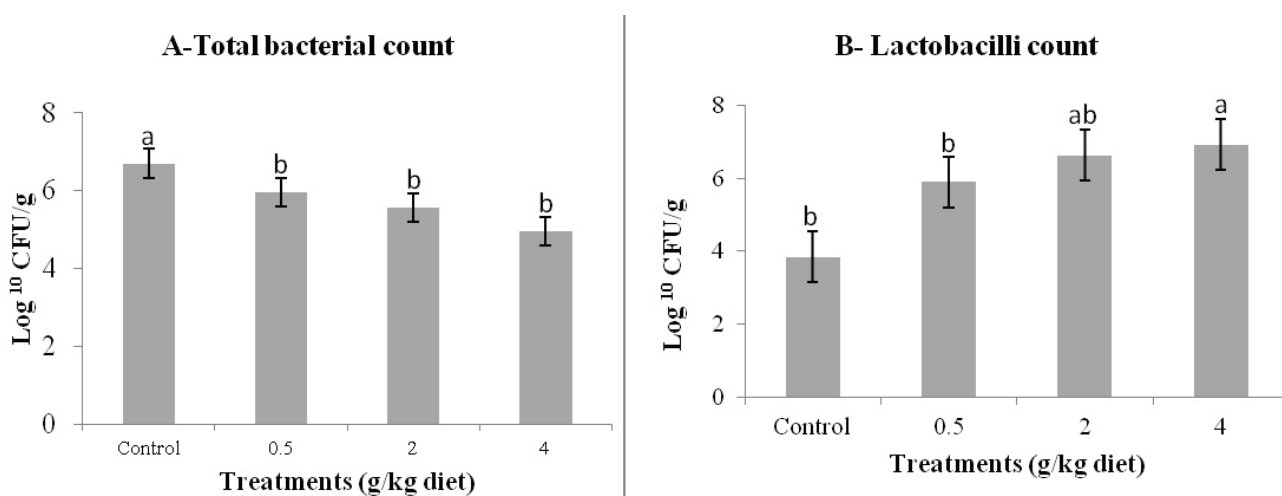 A-Total bacterial count
Log ¹⁰ CFU/g
8
6
4
2
0
a
b
b
b
Control
0.5
2
4
Treatments (g/kg diet)
B- Lactobacilli count
Log ¹⁰ CFU/g
8
6
4
2
0
b
b
ab
a
Control
0.5
2
4
Treatments (g/kg diet)